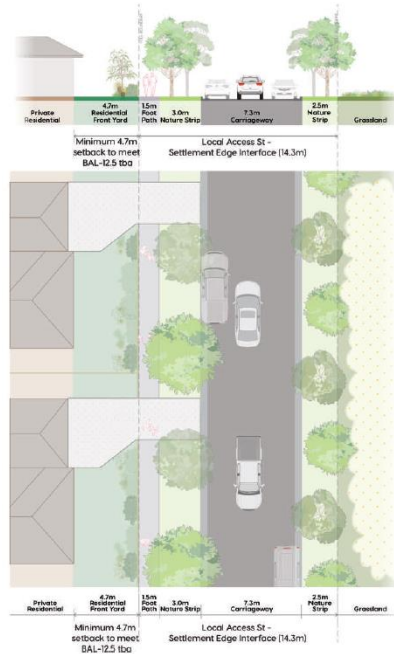 Private Residential
4.7m Residential Front Yard
1.5m Foot Path
3.0m Nature Strip
7.3m Carriageway
2.5m Nature Strip
Grassland
Minimum 4.7m setback to meet BAL-12.5 tba
Local Access St - Settlement Edge Interface (14.3m)
Private Residential
4.7m Residential Front Yard
1.5m Foot Path
3.0m Nature Strip
7.3m Carriageway
2.5m Nature Strip
Grassland
Minimum 4.7m setback to meet BAL-12.5 tba
Local Access St - Settlement Edge Interface (14.3m)